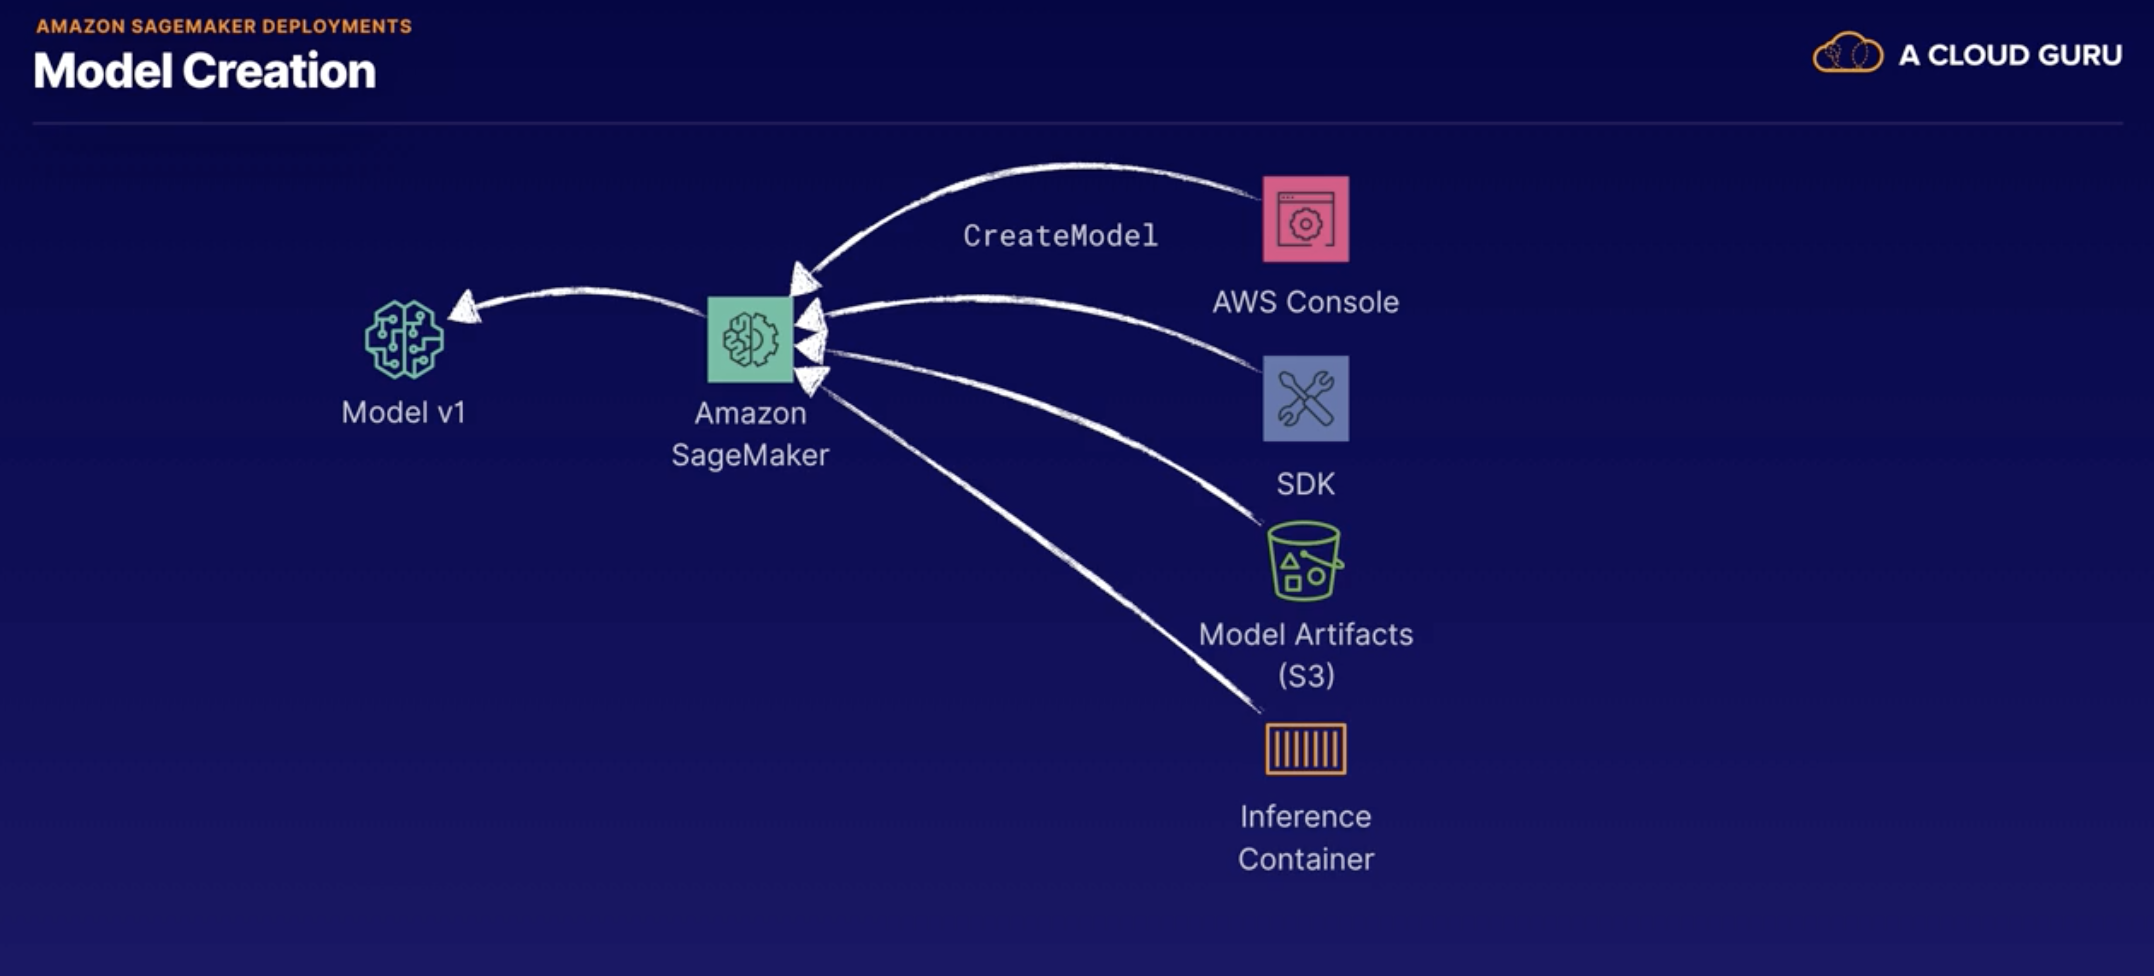 AMAZON SAGEMAKER DEPLOYMENTS
Model Creation
A CLOUD GURU
CreateModel
AWS Console
Model v1
Amazon
SageMaker
SDK
Model Artifacts
(S3)
Inference
Container